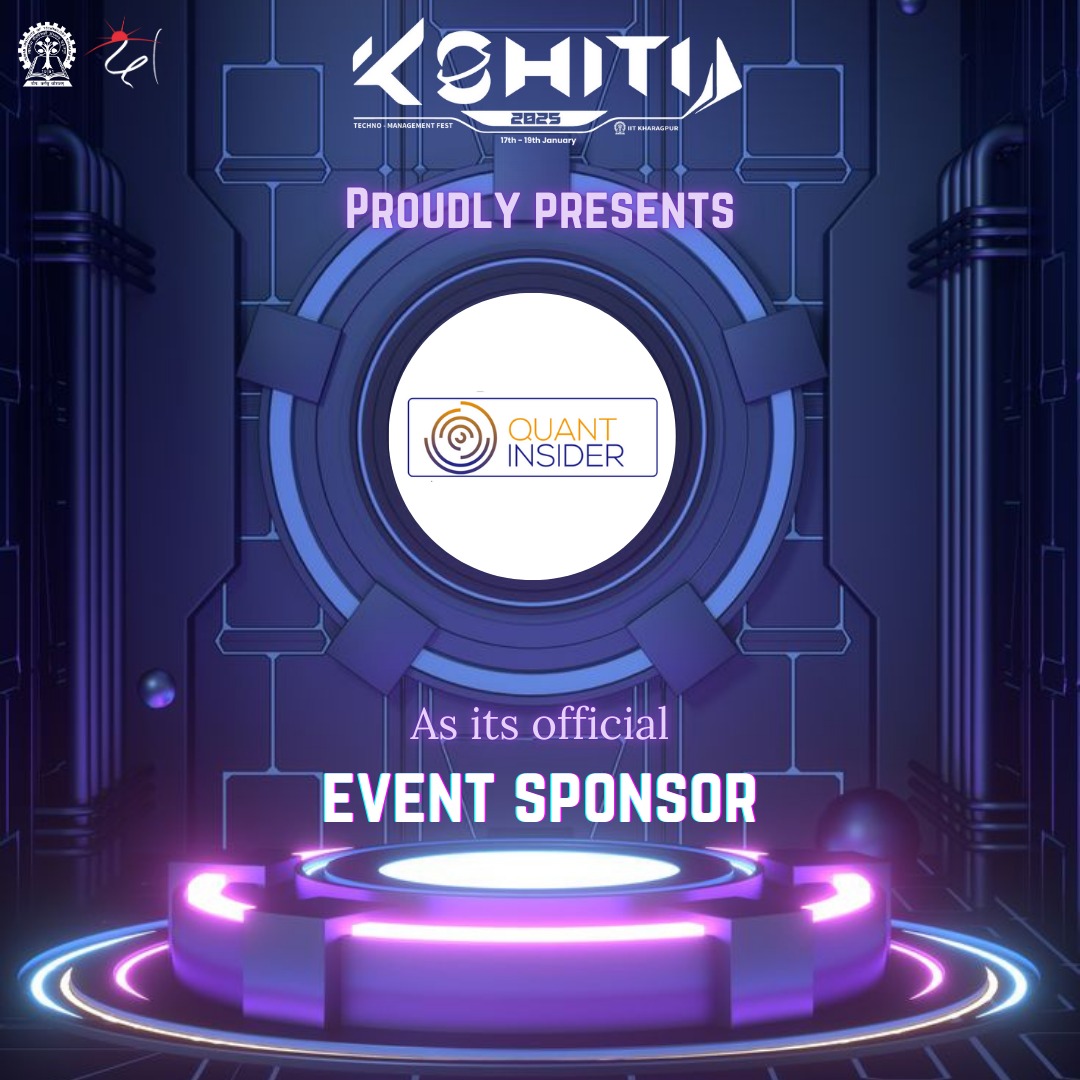 KSHITIJ
2025
TECHNO - MANAGEMENT FEST
IIT KHARAGPUR
17th - 19th January
PROUDLY PRESENTS
QUANT
INSIDER
As its official
EVENT SPONSOR